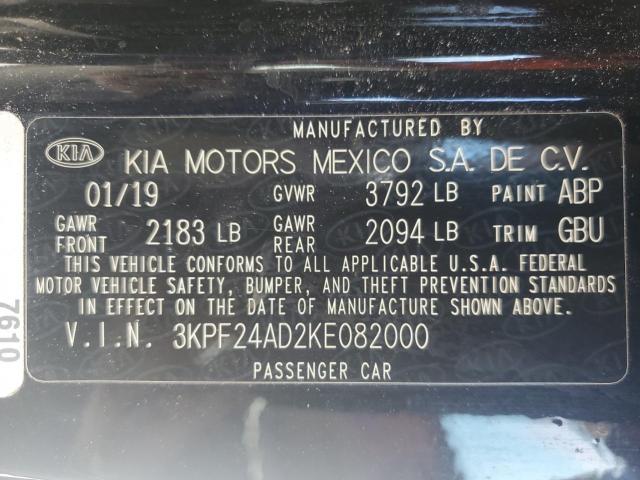 MANUFACTURED BY
KIA KIA MOTORS MEXICO S.A. DE C.V.
01/19 GVWR 3792 LB PAINT ABP
GAWR FRONT 2183 LB GAWR REAR 2094 LB TRIM GBU
THIS VEHICLE CONFORMS TO ALL APPLICABLE U.S.A. FEDERAL
MOTOR VEHICLE SAFETY, BUMPER, AND THEFT PREVENTION STANDARDS
IN EFFECT ON THE DATE OF MANUFACTURE SHOWN ABOVE.
V.I.N. 3KPF24AD2KE082000
PASSENGER CAR
7610